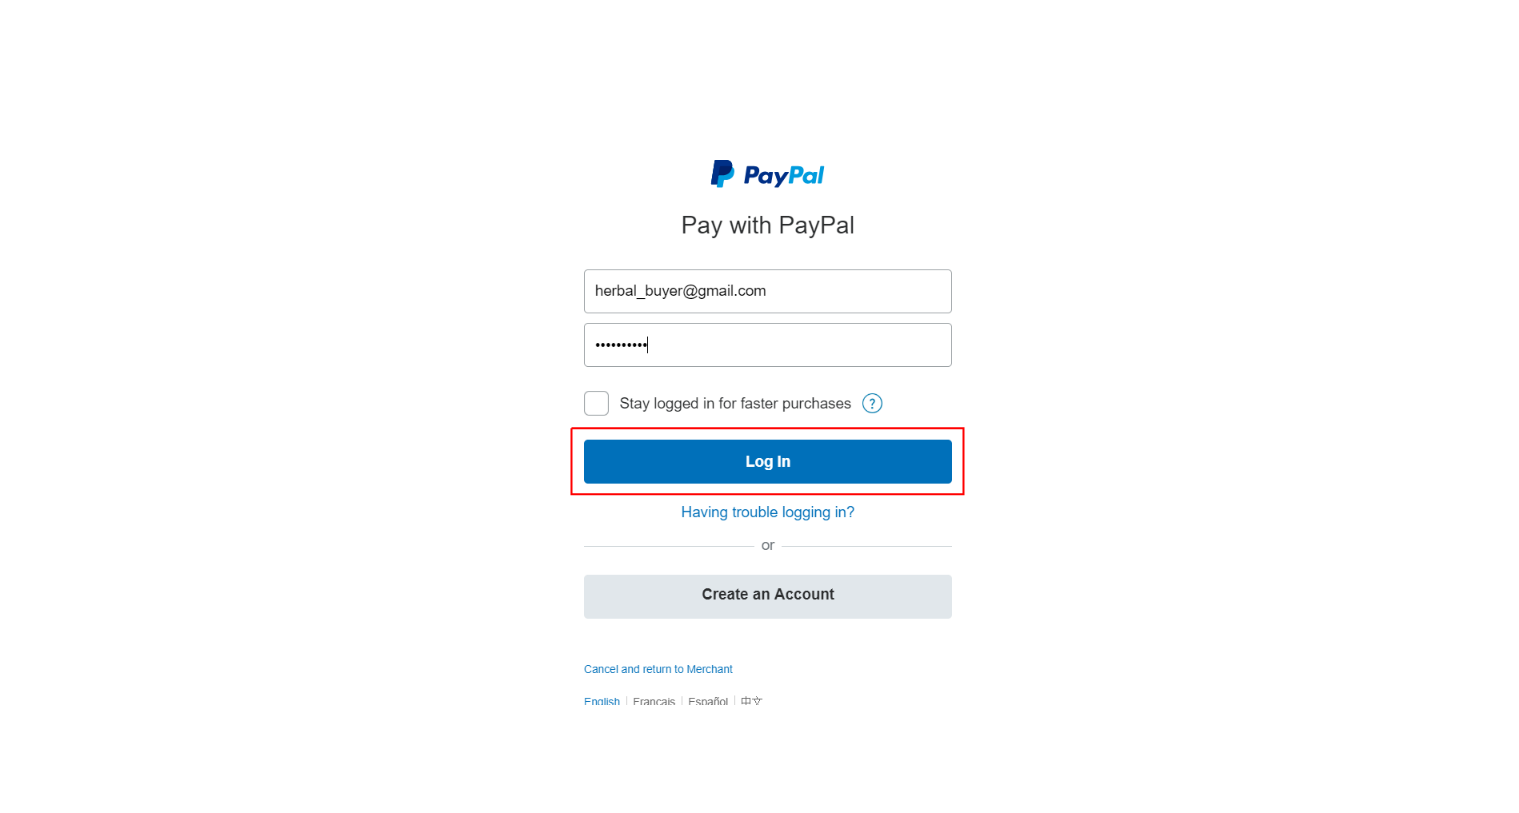 PayPal
Pay with PayPal
herbal_buyer@gmail.com
••••••••••
Stay logged in for faster purchases ?
Log In
Having trouble logging in?
or
Create an Account
Cancel and return to Merchant
English | Français | Español | 中文